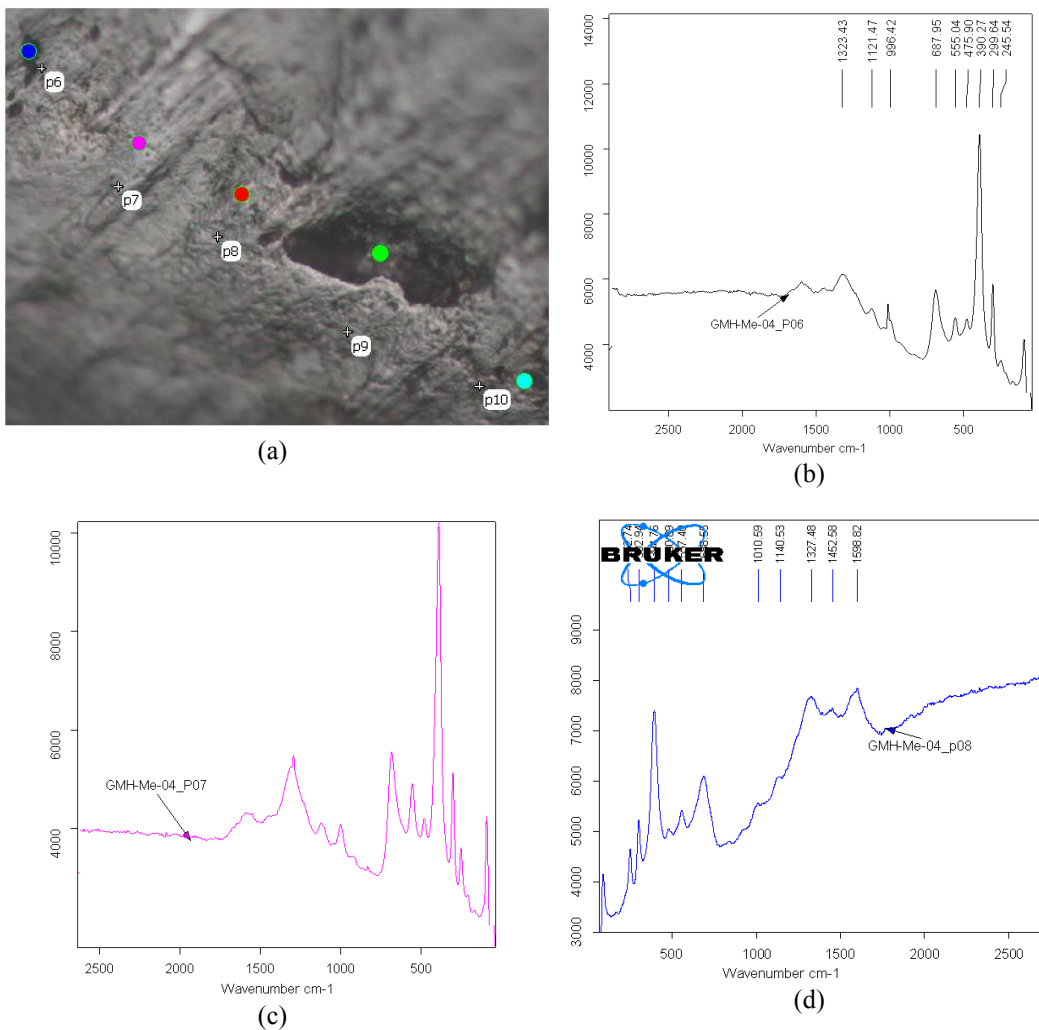 p6
p7
p8
p9
p10
(a)
1323.43
1121.47
996.42
687.95
555.04
475.90
390.27
299.64
245.54
14000
12000
10000
8000
6000
4000
GMH-Me-04_P06
2500 2000 1500 1000 500
Wavenumber cm-1
(b)
10000
8000
6000
4000
GMH-Me-04_P07
2500 2000 1500 1000 500
Wavenumber cm-1
(c)
BRUKER
1010.59
1140.53
1327.48
1452.58
1598.82
9000
8000
7000
6000
5000
4000
3000
GMH-Me-04_p08
500 1000 1500 2000 2500
Wavenumber cm-1
(d)